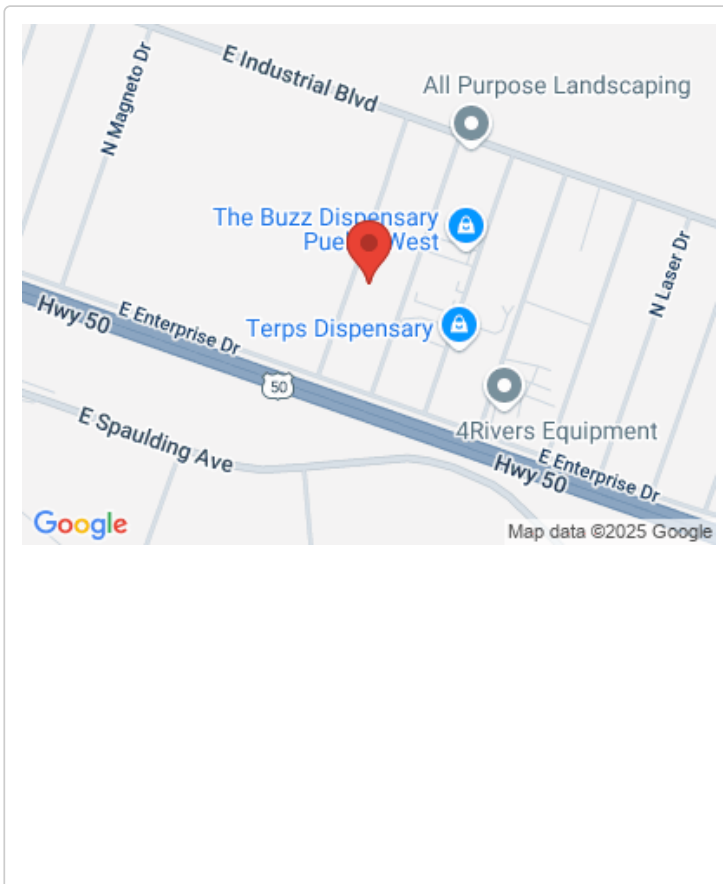 E Industrial Blvd
N Magneto Dr
All Purpose Landscaping
The Buzz Dispensary
Pueblo West
N Laser Dr
Hwy 50
E Enterprise Dr
Terps Dispensary
50
4Rivers Equipment
E Spaulding Ave
Hwy 50
E Enterprise Dr
Google
Map data ©2025 Google